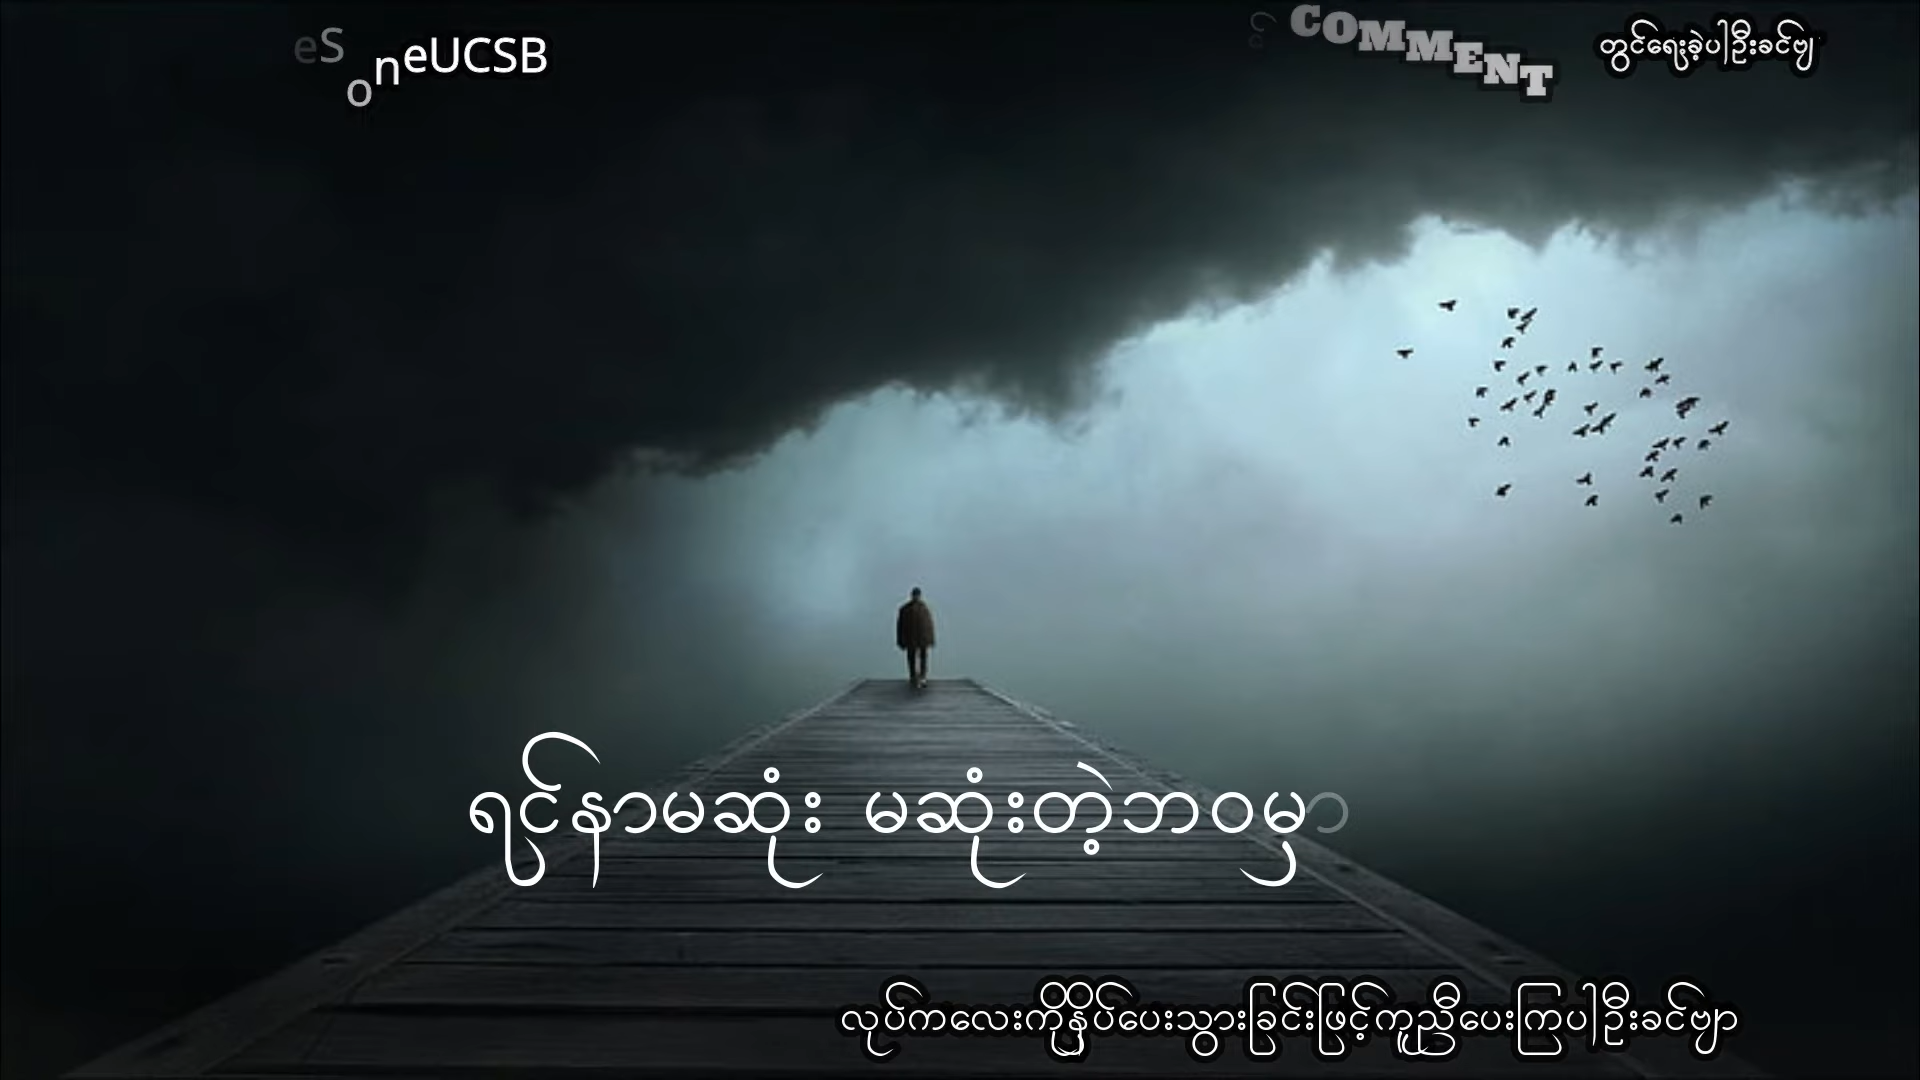 eSoneUCSB
COMMENT တွင်ရေးခဲ့ပါဦးခင်ဗျ
ရင်နာမဆုံး မဆုံးတဲ့ဘဝမှာ
လုပ်ကလေးကိုနှိပ်ပေးသွားခြင်းဖြင့်ကူညီပေးကြပါဦးခင်ဗျာ